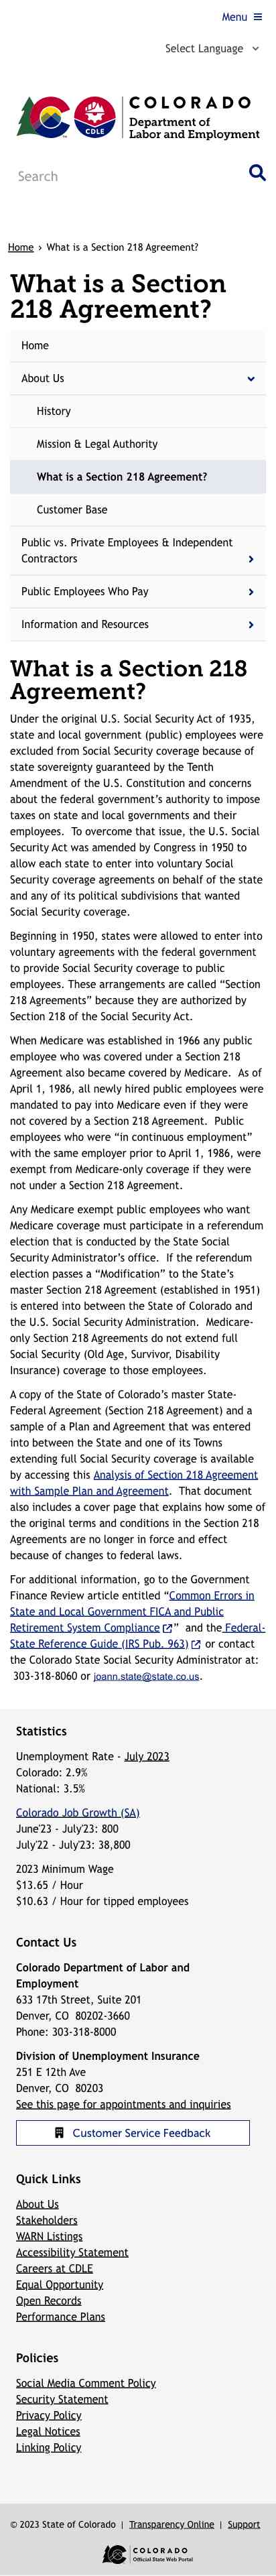 Menu
Select Language
COLORADO
Department of
Labor and Employment
CDLE
Search
Home › What is a Section 218 Agreement?
What is a Section
218 Agreement?
Home
About Us
History
Mission & Legal Authority
What is a Section 218 Agreement?
Customer Base
Public vs. Private Employees & Independent
Contractors
Public Employees Who Pay
Information and Resources
What is a Section 218
Agreement?
Under the original U.S. Social Security Act of 1935,
state and local government (public) employees were
excluded from Social Security coverage because of
state sovereignty guaranteed by the Tenth
Amendment of the U.S. Constitution and concerns
about the federal government’s authority to impose
taxes on state and local governments and their
employees.  To overcome that issue, the U.S. Social
Security Act was amended by Congress in 1950 to
allow each state to enter into voluntary Social
Security coverage agreements on behalf of the state
and any of its political subdivisions that wanted
Social Security coverage.
Beginning in 1950, states were allowed to enter into
voluntary agreements with the federal government
to provide Social Security coverage to public
employees. These arrangements are called “Section
218 Agreements” because they are authorized by
Section 218 of the Social Security Act.
When Medicare was established in 1966 any public
employee who was covered under a Section 218
Agreement also became covered by Medicare.  As of
April 1, 1986, all newly hired public employees were
mandated to pay into Medicare even if they were
not covered by a Section 218 Agreement.  Public
employees who were “in continuous employment”
with the same employer prior to April 1, 1986, were
exempt from Medicare-only coverage if they were
not under a Section 218 Agreement.
Any Medicare exempt public employees who want
Medicare coverage must participate in a referendum
election that is conducted by the State Social
Security Administrator’s office.  If the referendum
election passes a “Modification” to the State’s
master Section 218 Agreement (established in 1951)
is entered into between the State of Colorado and
the U.S. Social Security Administration.  Medicare-
only Section 218 Agreements do not extend full
Social Security (Old Age, Survivor, Disability
Insurance) coverage to those employees.
A copy of the State of Colorado’s master State-
Federal Agreement (Section 218 Agreement) and a
sample of a Plan and Agreement that was entered
into between the State and one of its Towns
extending full Social Security coverage is available
by accessing this Analysis of Section 218 Agreement
with Sample Plan and Agreement.  That document
also includes a cover page that explains how some of
the original terms and conditions in the Section 218
Agreements are no longer in force and effect
because of changes to federal laws.
For additional information, go to the Government
Finance Review article entitled “Common Errors in
State and Local Government FICA and Public
Retirement System Compliance”  and the Federal-
State Reference Guide (IRS Pub. 963) or contact
the Colorado State Social Security Administrator at:
303-318-8060 or joann.state@state.co.us.
Statistics
Unemployment Rate - July 2023
Colorado: 2.9%
National: 3.5%
Colorado Job Growth (SA)
June'23 - July'23: 800
July'22 - July'23: 38,800
2023 Minimum Wage
$13.65 / Hour
$10.63 / Hour for tipped employees
Contact Us
Colorado Department of Labor and
Employment
633 17th Street, Suite 201
Denver, CO  80202-3660
Phone: 303-318-8000
Division of Unemployment Insurance
251 E 12th Ave
Denver, CO  80203
See this page for appointments and inquiries
Customer Service Feedback
Quick Links
About Us
Stakeholders
WARN Listings
Accessibility Statement
Careers at CDLE
Equal Opportunity
Open Records
Performance Plans
Policies
Social Media Comment Policy
Security Statement
Privacy Policy
Legal Notices
Linking Policy
© 2023 State of Colorado | Transparency Online | Support
COLORADO
Official State Web Portal